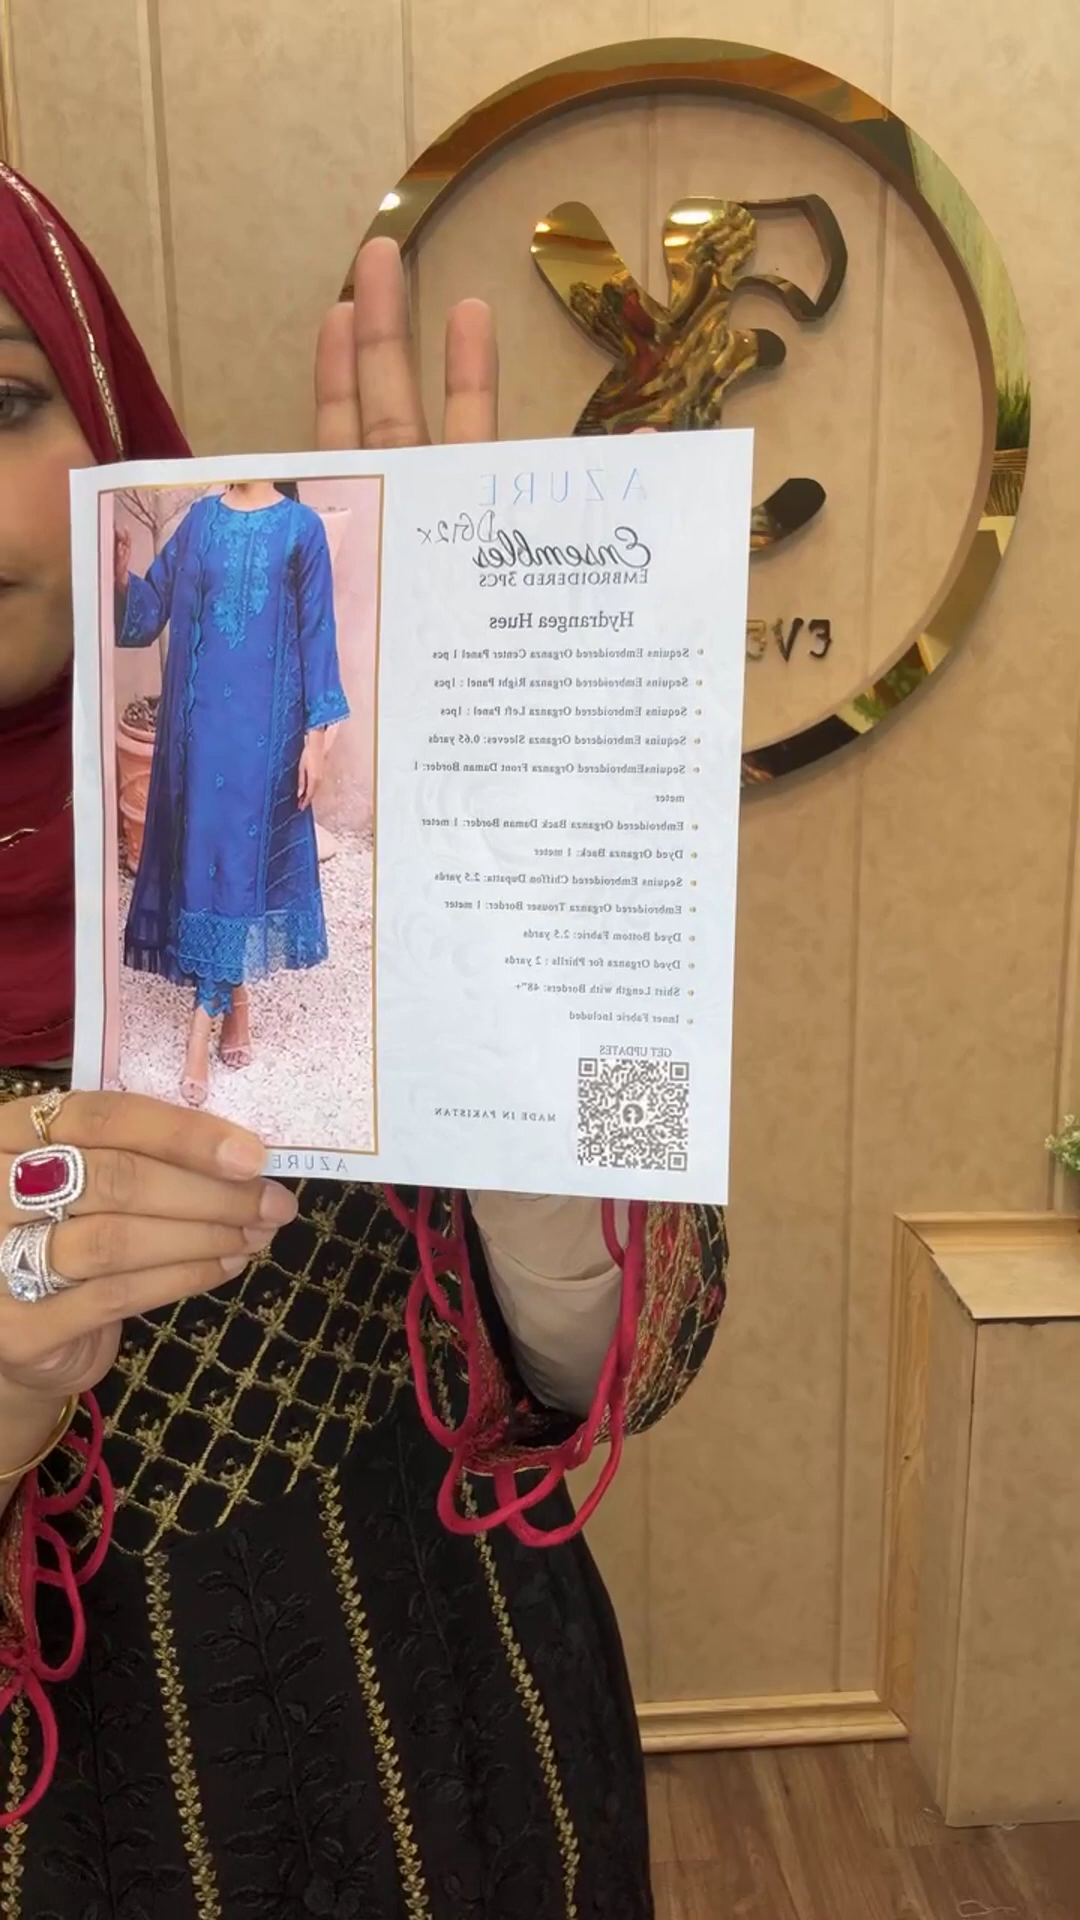 AZURE
Ensembles
EMBROIDERED 3PCS
Hydrangea Hues
Sequins Embroidered Organza Center Panel 1 pcs
Sequins Embroidered Organza Right Panel : 1pcs
Sequins Embroidered Organza Left Panel : 1pcs
Sequins Embroidered Organza Sleeves: 0.65 yards
SequinsEmbroidered Organza Front Daman Border: 1
meter
Embroidered Organza Back Daman Border: 1 meter
Dyed Organza Back: 1 meter
Sequins Embroidered Chiffon Dupatta: 2.5 yards
Embroidered Organza Trouser Border: 1 meter
Dyed Bottom Fabric: 2.5 yards
Dyed Organza for Phirlls : 2 yards
Shirt Length with Borders: 48"+
Inner Fabric Included
GET UPDATES
MADE IN PAKISTAN
AZURE